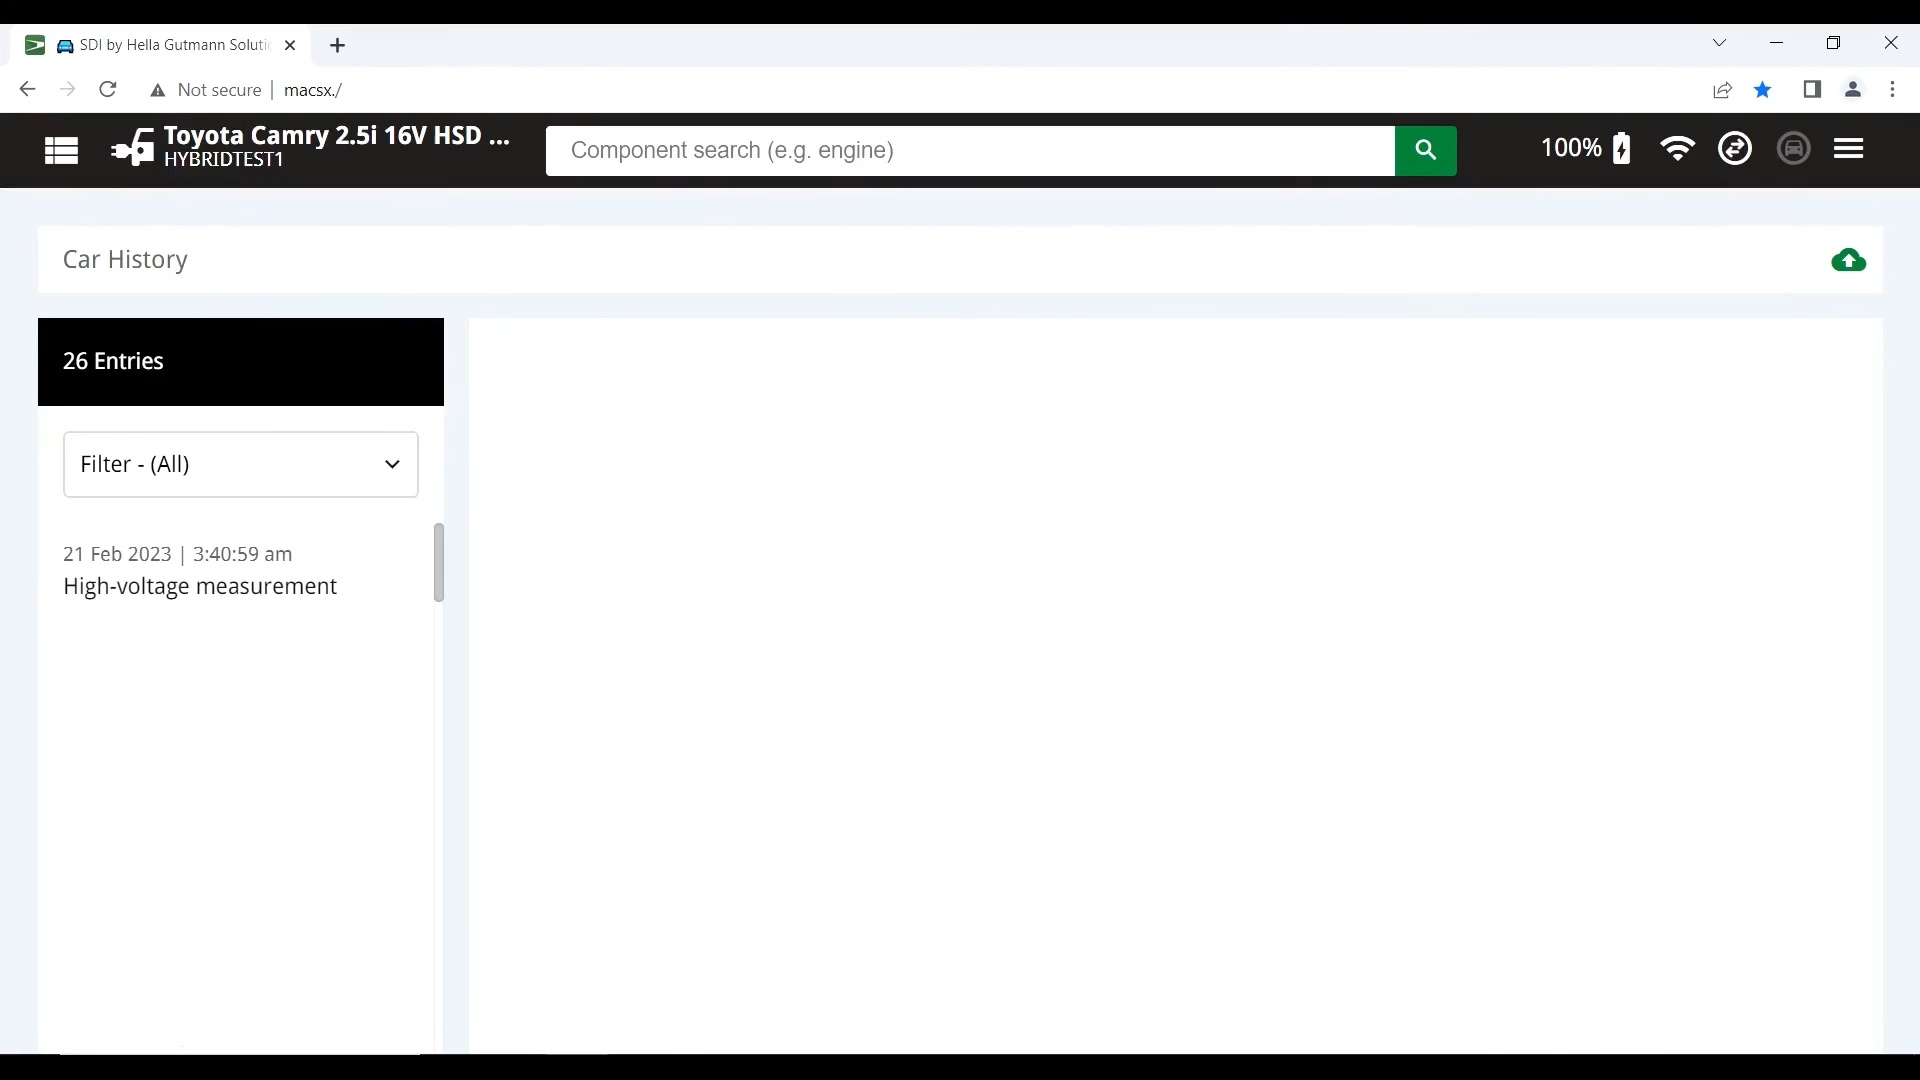 SDI by Hella Gutmann Soluti
Not secure | macsx./
Toyota Camry 2.5i 16V HSD ...
HYBRIDTEST1
Component search (e.g. engine)
100%
Car History
26 Entries
Filter - (All)
21 Feb 2023 | 3:40:59 am
High-voltage measurement